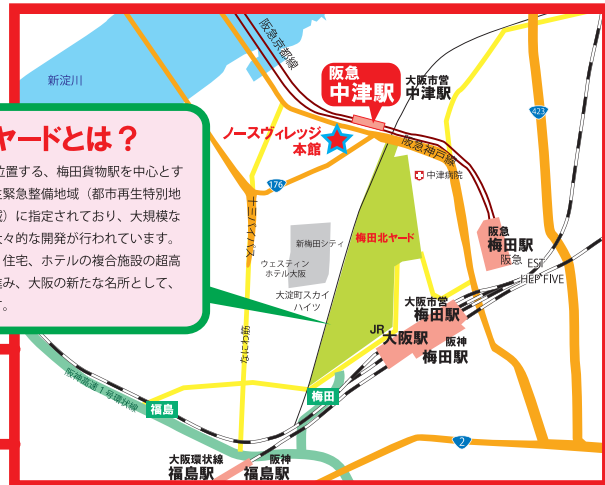 阪急京都線
新淀川
阪急
中津駅
大阪市営
中津駅
423
ヤードとは？
ノースヴィレッジ
本館
阪急神戸線
位置する、梅田貨物駅を中心とす
緊急整備地域（都市再生特別地
域）に指定されており、大規模な
大々的な開発が行われています。
住宅、ホテルの複合施設の超高
進み、大阪の新たな名所として、
す。
176
中津病院
十三バイパス
新梅田シティ
梅田北ヤード
ウェスティン
ホテル大阪
大淀町スカイ
ハイツ
阪急
梅田駅
阪急
EST
HEP FIVE
大阪市営
梅田駅
JR
大阪駅
阪神
梅田駅
なにわ筋
阪神高速1号環状線
福島
梅田
2
大阪環状線
福島駅
阪神
福島駅